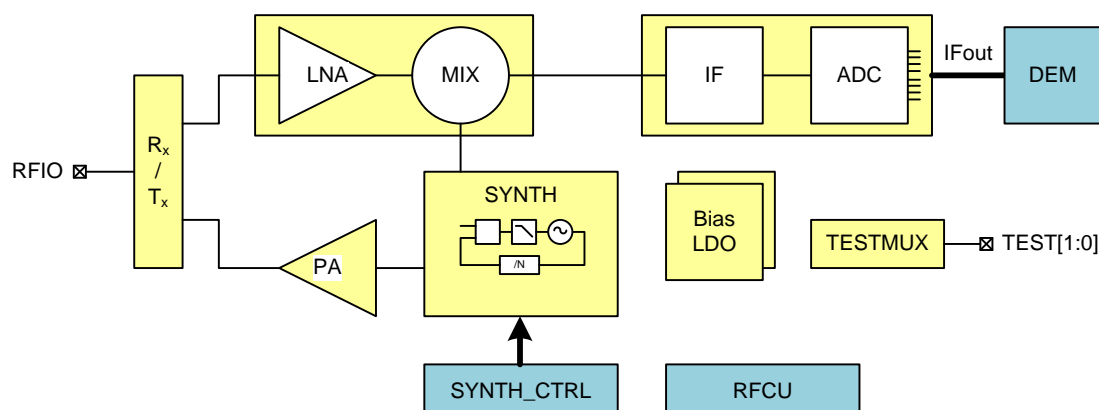 LNA
MIX
IF
ADC
IFout
DEM
RFIO
Rx
/
Tx
SYNTH
/N
PA
Bias
LDO
TESTMUX
TEST[1:0]
SYNTH_CTRL
RFCU